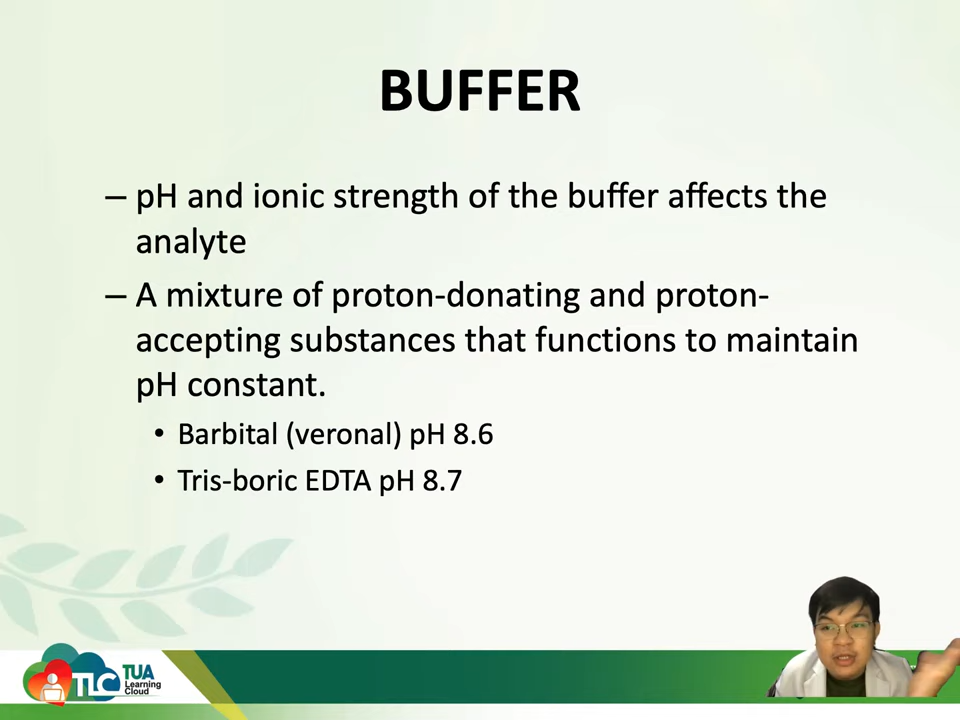 BUFFER
– pH and ionic strength of the buffer affects the
analyte
– A mixture of proton-donating and proton-
accepting substances that functions to maintain
pH constant.
• Barbital (veronal) pH 8.6
• Tris-boric EDTA pH 8.7
TLC
TUA
Learning
Cloud